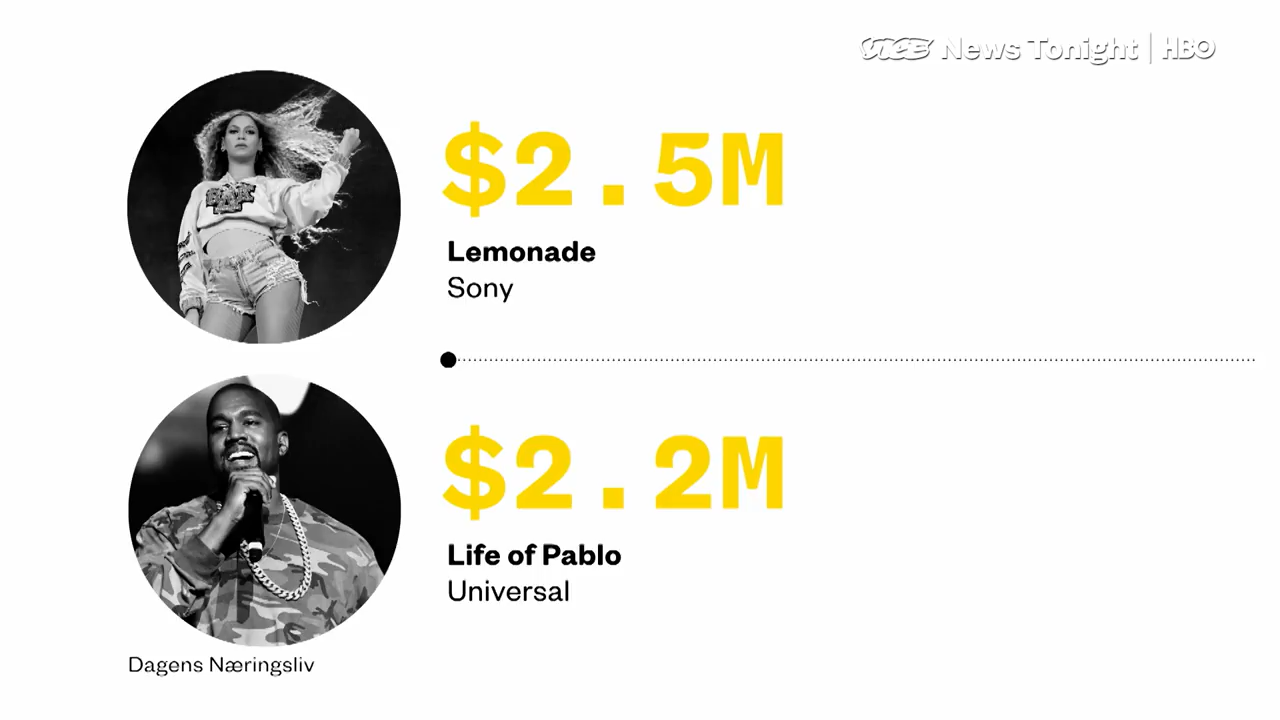 VICE News Tonight | HBO
$2.5M
Lemonade
Sony
$2.2M
Life of Pablo
Universal
Dagens Næringsliv